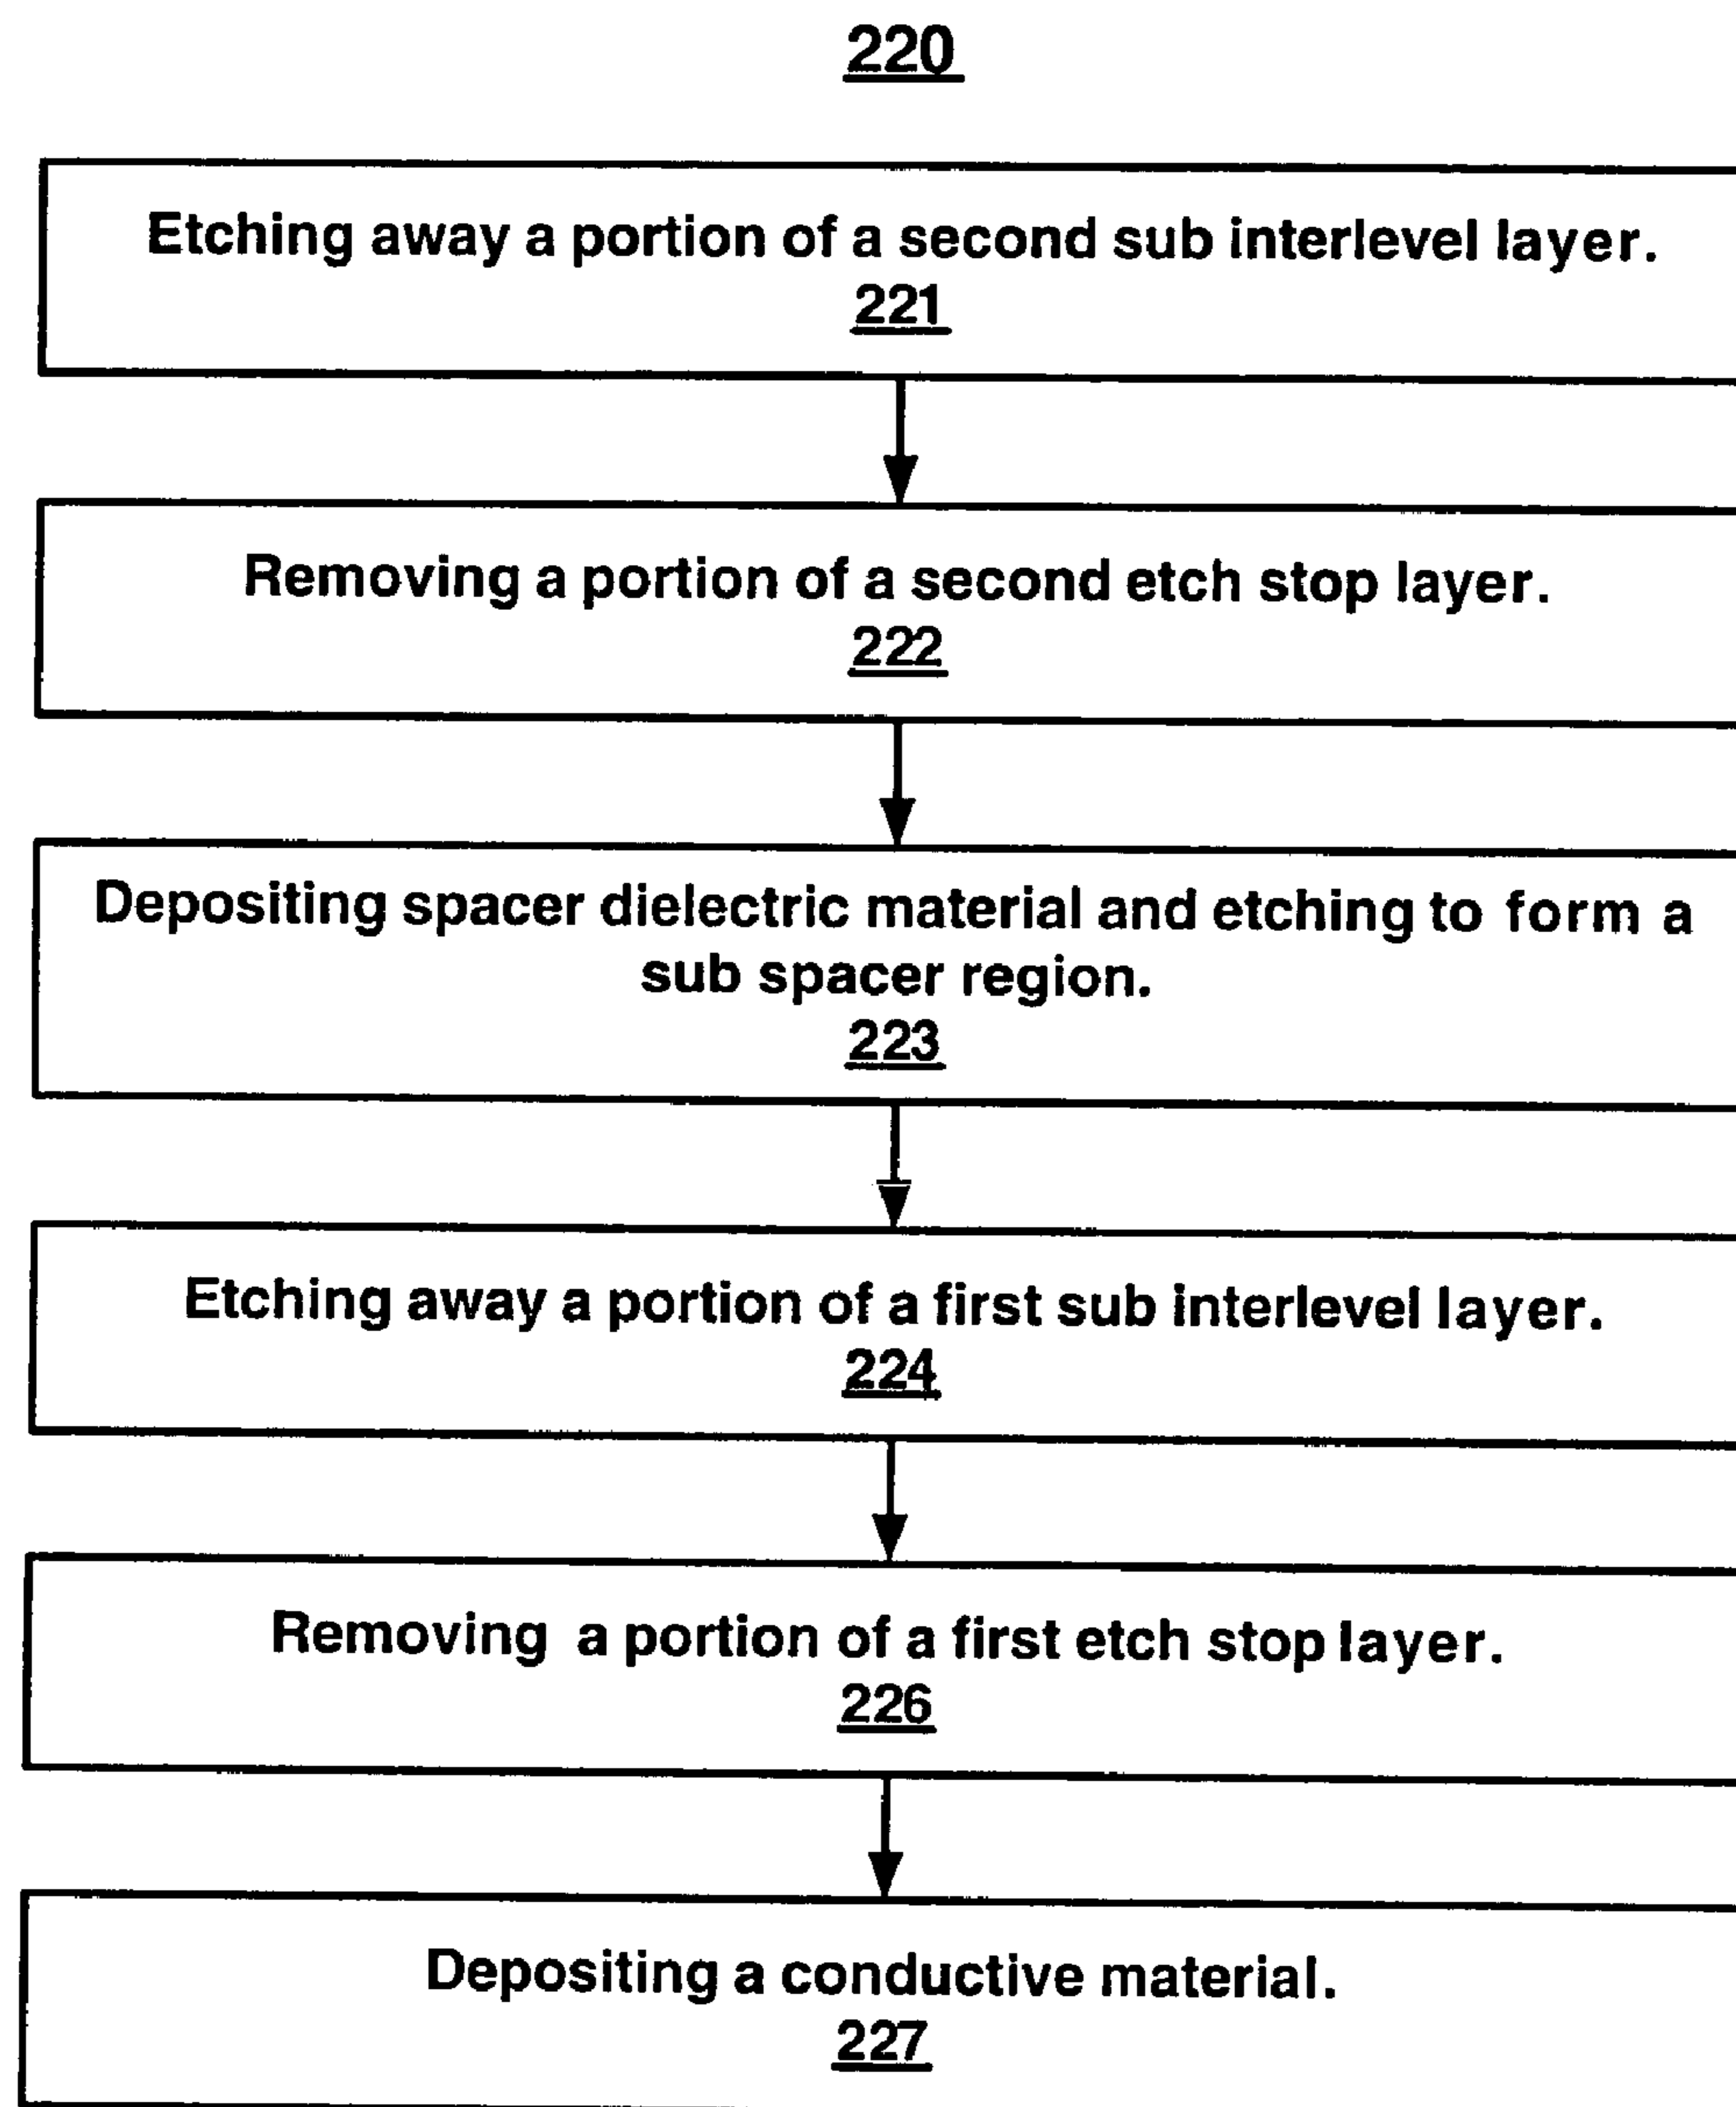 220
Etching away a portion of a second sub interlevel layer.
221
Removing a portion of a second etch stop layer.
222
Depositing spacer dielectric material and etching to form a
sub spacer region.
223
Etching away a portion of a first sub interlevel layer.
224
Removing a portion of a first etch stop layer.
226
Depositing a conductive material.
227